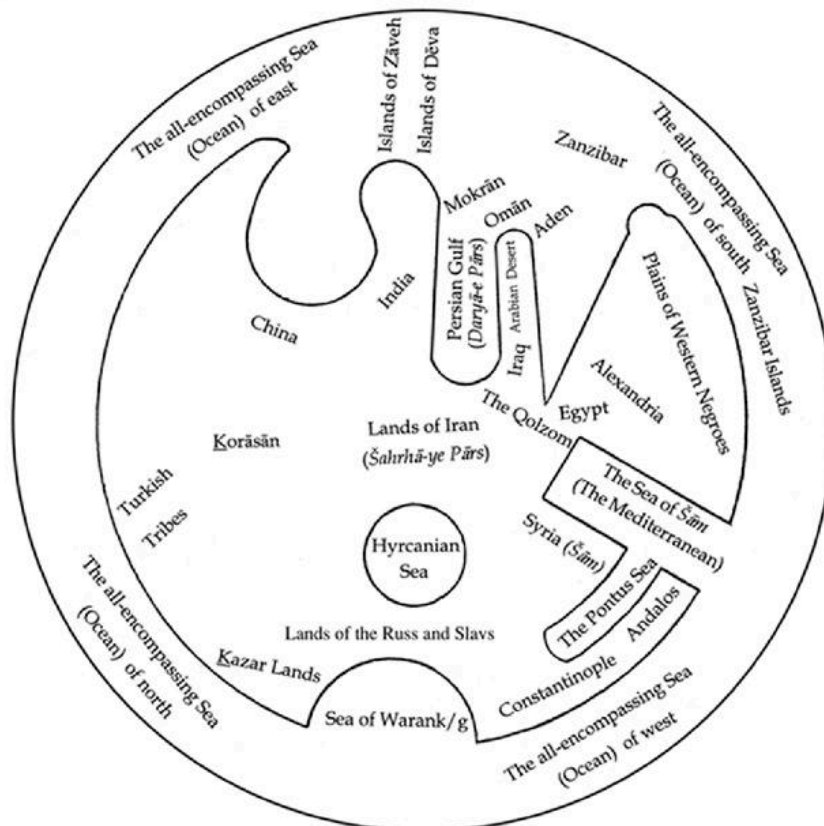 The all-encompassing Sea
(Ocean) of east
Islands of Zāveh
Islands of Dēva
Zanzibar
The all-encompassing Sea
(Ocean) of south
Mokrān
Omān
Aden
Persian Gulf
(Daryā-e Pārs)
Arabian Desert
Iraq
India
China
Plains of Western Negroes
Zanzibar Islands
Alexandria
Egypt
The Qolzom
Lands of Iran
(Šahrhā-ye Pārs)
Korāsān
Turkish
Tribes
The Sea of Šām
(The Mediterranean)
Syria (Šām)
Hyrcanian
Sea
The Pontus Sea
Andalos
Lands of the Russ and Slavs
Kazar Lands
Constantinople
Sea of Warank/g
The all-encompassing Sea
(Ocean) of north
The all-encompassing Sea
(Ocean) of west